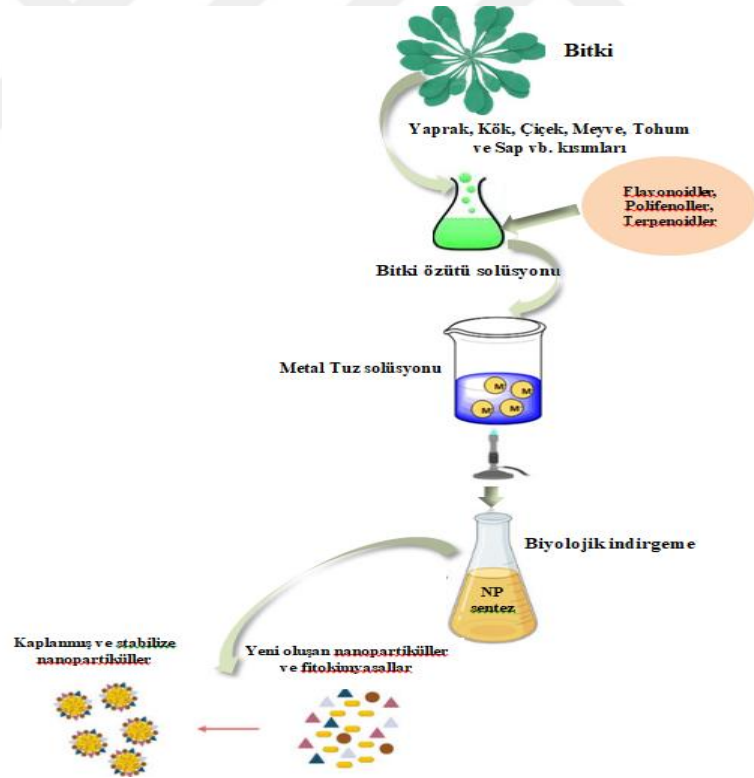 Bitki
Yaprak, Kök, Çiçek, Meyve, Tohum
ve Sap vb. kısımları
Flavonoidler,
Polifenoller,
Terpenoidler
Bitki özütü solüsyonu
Metal Tuz solüsyonu
M
M
M
M
Biyolojik indirgeme
NP
sentez
Kaplanmış ve stabilize
nanopartiküller
Yeni oluşan nanopartiküller
ve fitokimyasallar